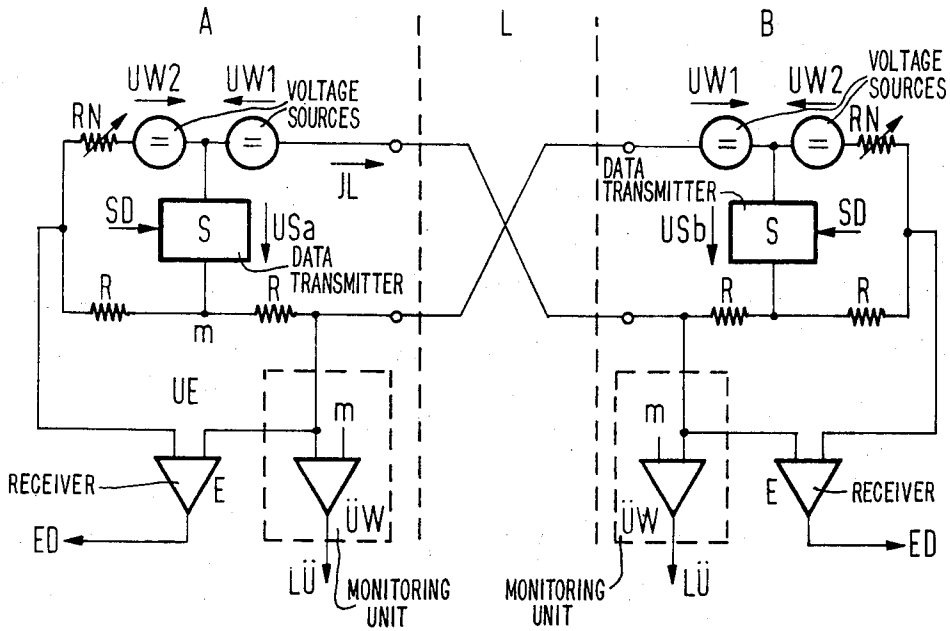 A
L
B
UW2
UW1
VOLTAGE
SOURCES
RN
=
=
JL
SD
S
USa
DATA
TRANSMITTER
R
R
m
UE
m
RECEIVER
E
ÜW
ED
LÜ
MONITORING
UNIT
UW1
UW2
VOLTAGE
SOURCES
RN
=
=
DATA
TRANSMITTER
USb
S
SD
R
R
m
ÜW
E
RECEIVER
LÜ
ED
MONITORING
UNIT